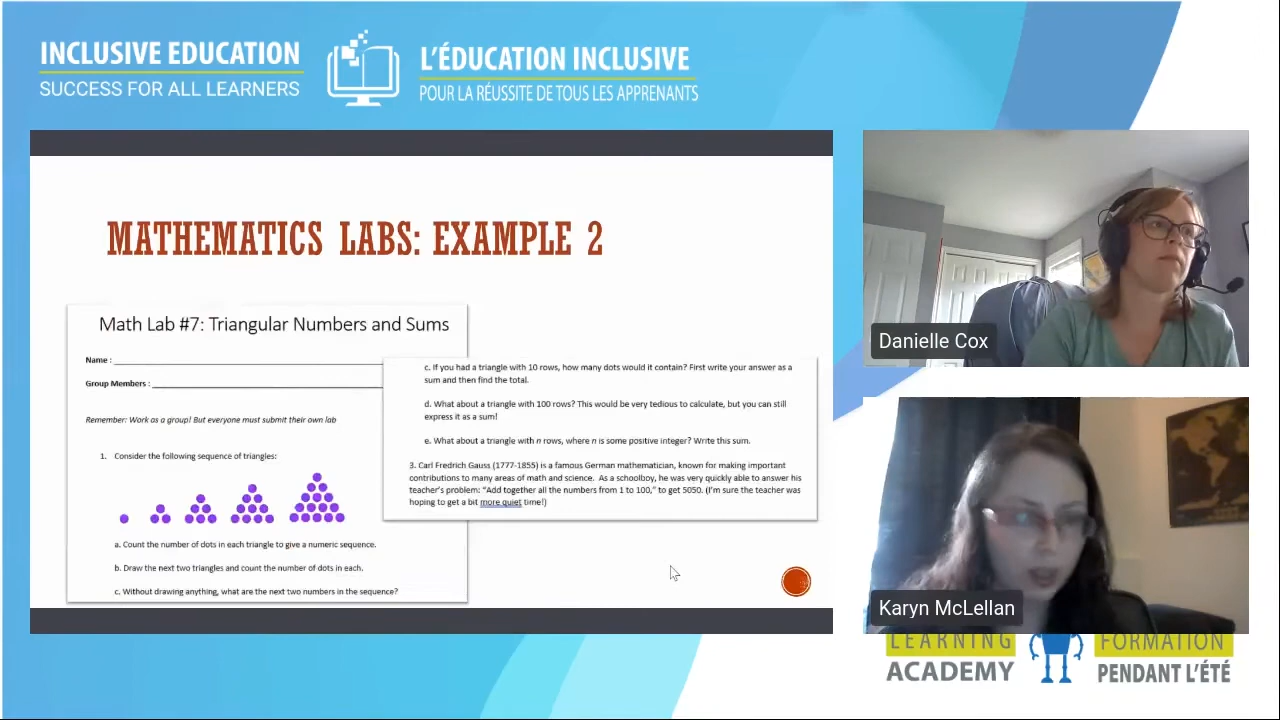 INCLUSIVE EDUCATION
SUCCESS FOR ALL LEARNERS
L'ÉDUCATION INCLUSIVE
POUR LA RÉUSSITE DE TOUS LES APPRENANTS
MATHEMATICS LABS: EXAMPLE 2
Math Lab #7: Triangular Numbers and Sums
Name :
Group Members :
Remember: Work as a group! But everyone must submit their own lab
1. Consider the following sequence of triangles:
a. Count the number of dots in each triangle to give a numeric sequence.
b. Draw the next two triangles and count the number of dots in each.
c. Without drawing anything, what are the next two numbers in the sequence?
c. If you had a triangle with 10 rows, how many dots would it contain? First write your answer as a
sum and then find the total.
d. What about a triangle with 100 rows? This would be very tedious to calculate, but you can still
express it as a sum!
e. What about a triangle with n rows, where n is some positive integer? Write this sum.
3. Carl Fredrich Gauss (1777-1855) is a famous German mathematician, known for making important
contributions to many areas of math and science. As a schoolboy, he was very quickly able to answer his
teacher's problem: "Add together all the numbers from 1 to 100," to get 5050. (I'm sure the teacher was
hoping to get a bit more quiet time!)
Danielle Cox
Karyn McLellan
LEARNING
ACADEMY
FORMATION
PENDANT L'ÉTÉ